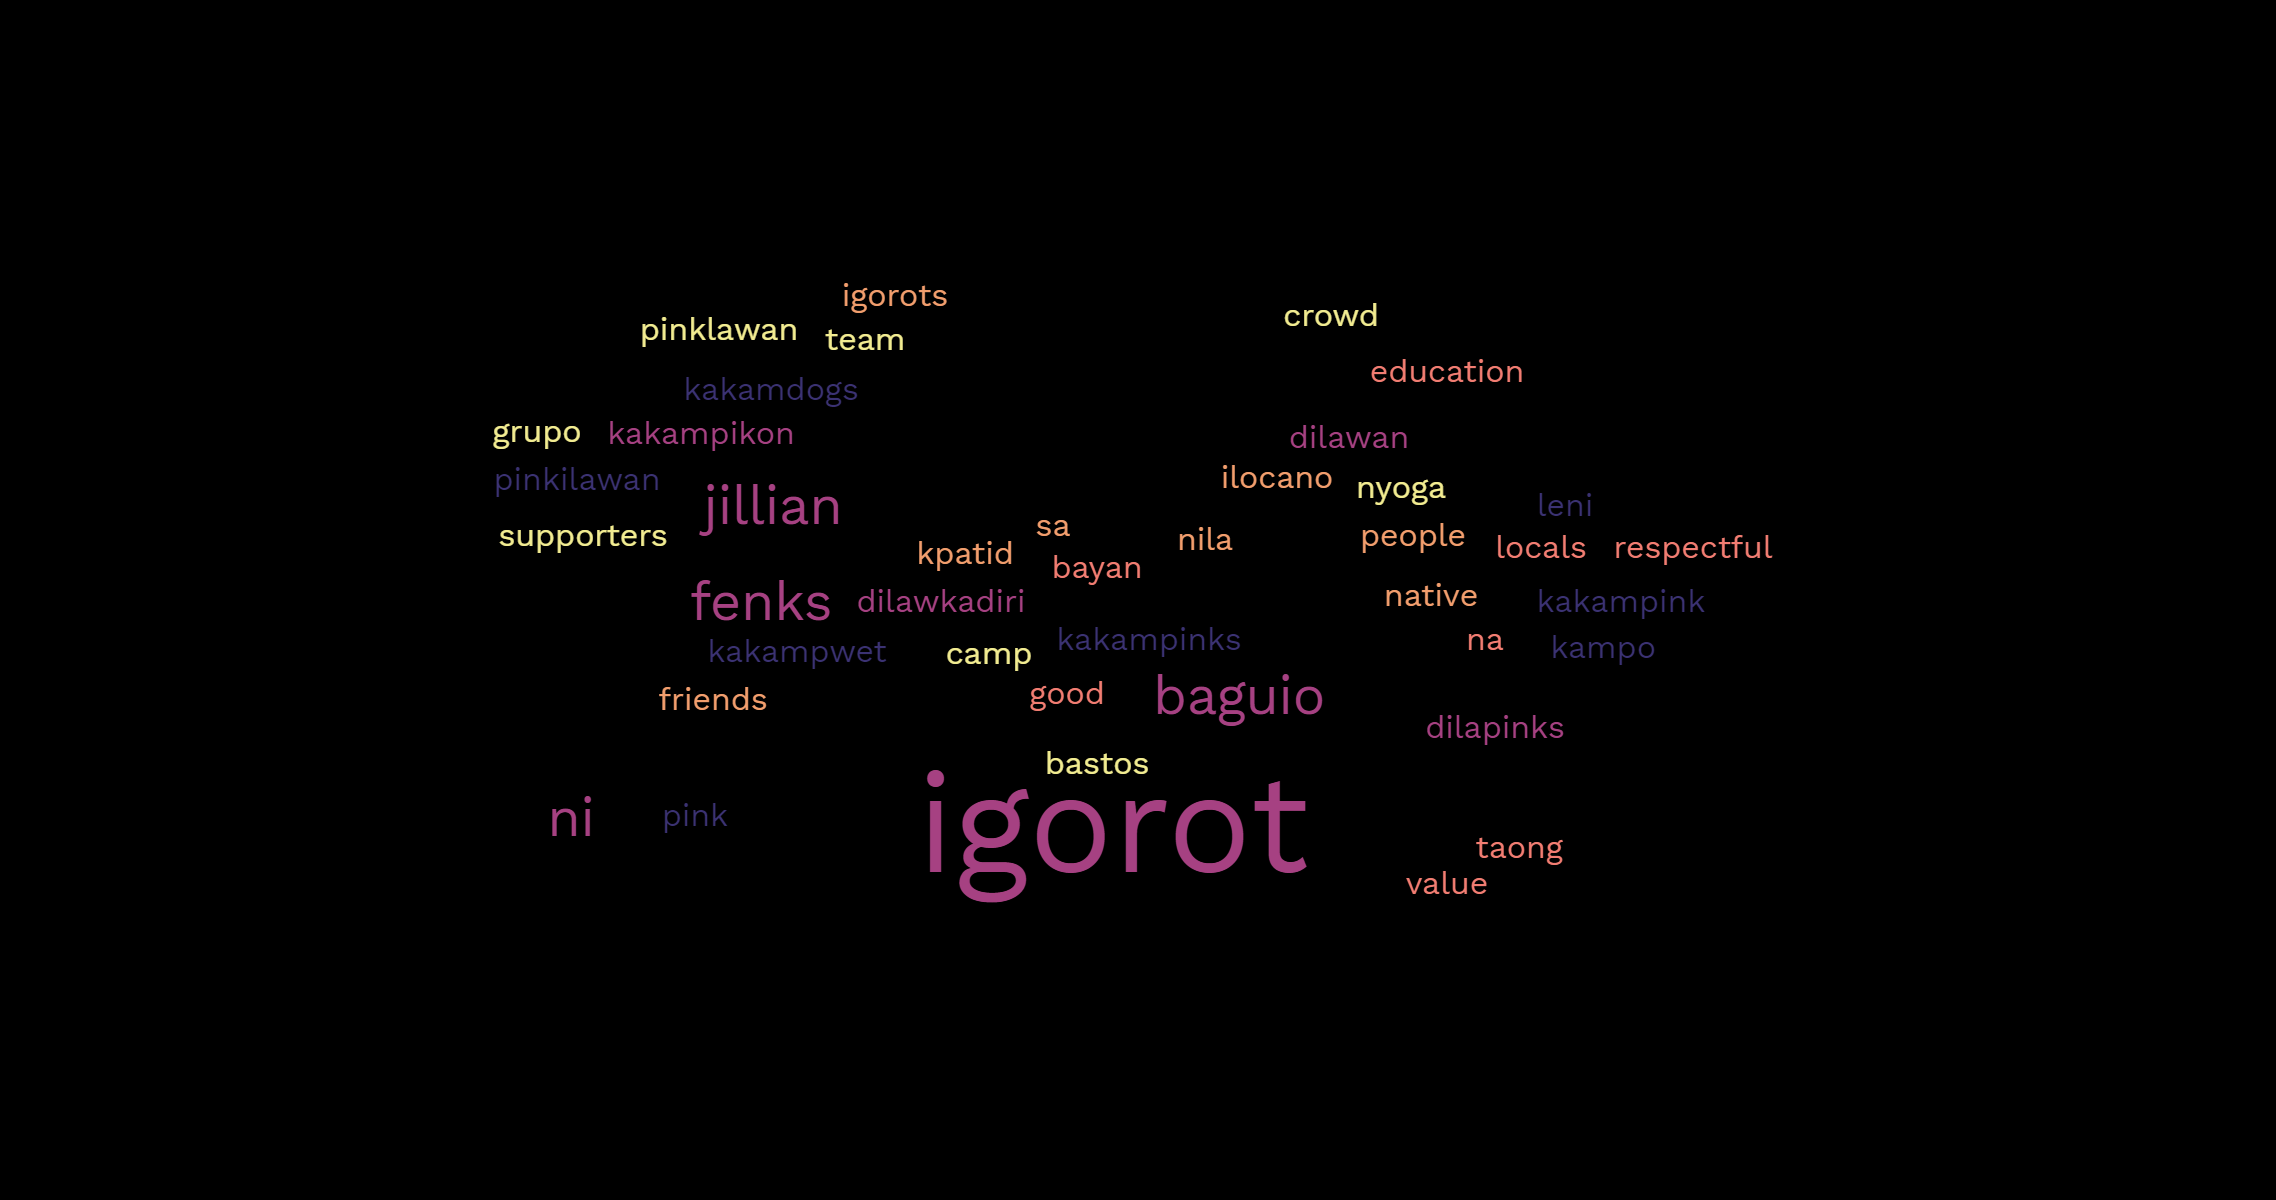 igorots
crowd
pinklawan team
education
kakamdogs
grupo kakampikon
dilawan
pinkilawan
ilocano nyoga
jillian
leni
supporters
sa
nila
people
locals respectful
kpatid
bayan
fenks dilawkadiri
native
kakampink
kakampwet
camp
kakampinks
na
kampo
friends
good
baguio
dilapinks
bastos
ni
pink
igorot
taong
value